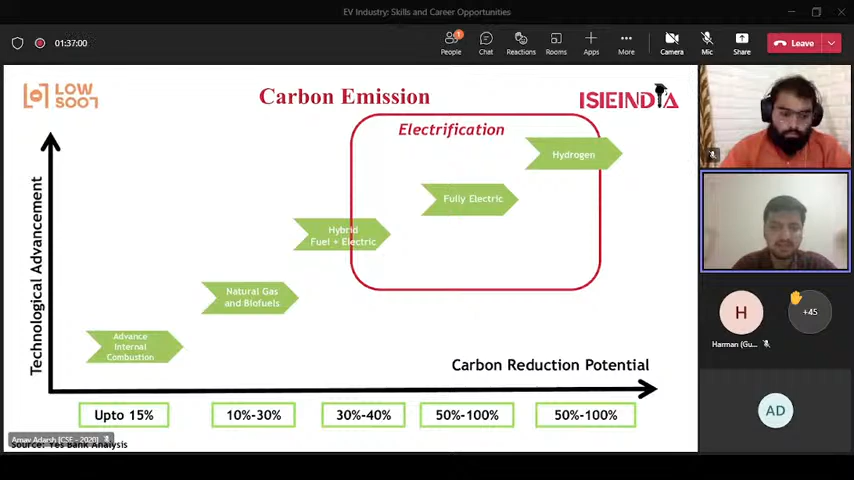 EV Industry: Skills and Career Opportunities
01:37:00
1
People
Chat
Reactions
Rooms
Apps
More
Camera
Mic
Share
Leave
LOW
SOOT
Carbon Emission
ISIEINDIA
Electrification
Hydrogen
Fully Electric
Hybrid
Fuel + Electric
Natural Gas
and Biofuels
Advance
Internal
Combustion
Technological Advancement
Carbon Reduction Potential
Upto 15%
10%-30%
30%-40%
50%-100%
50%-100%
Amay Adarsh (CSE - 2020)
Source: Yes Bank Analysis
H
+45
Harman (Gu...
AD